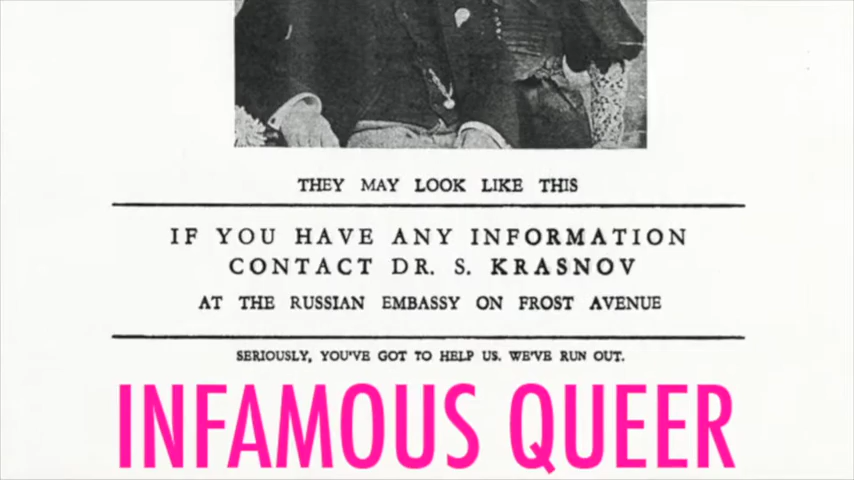 THEY MAY LOOK LIKE THIS
IF YOU HAVE ANY INFORMATION
CONTACT DR. S. KRASNOV
AT THE RUSSIAN EMBASSY ON FROST AVENUE
SERIOUSLY, YOU'VE GOT TO HELP US. WE'VE RUN OUT.
INFAMOUS QUEER